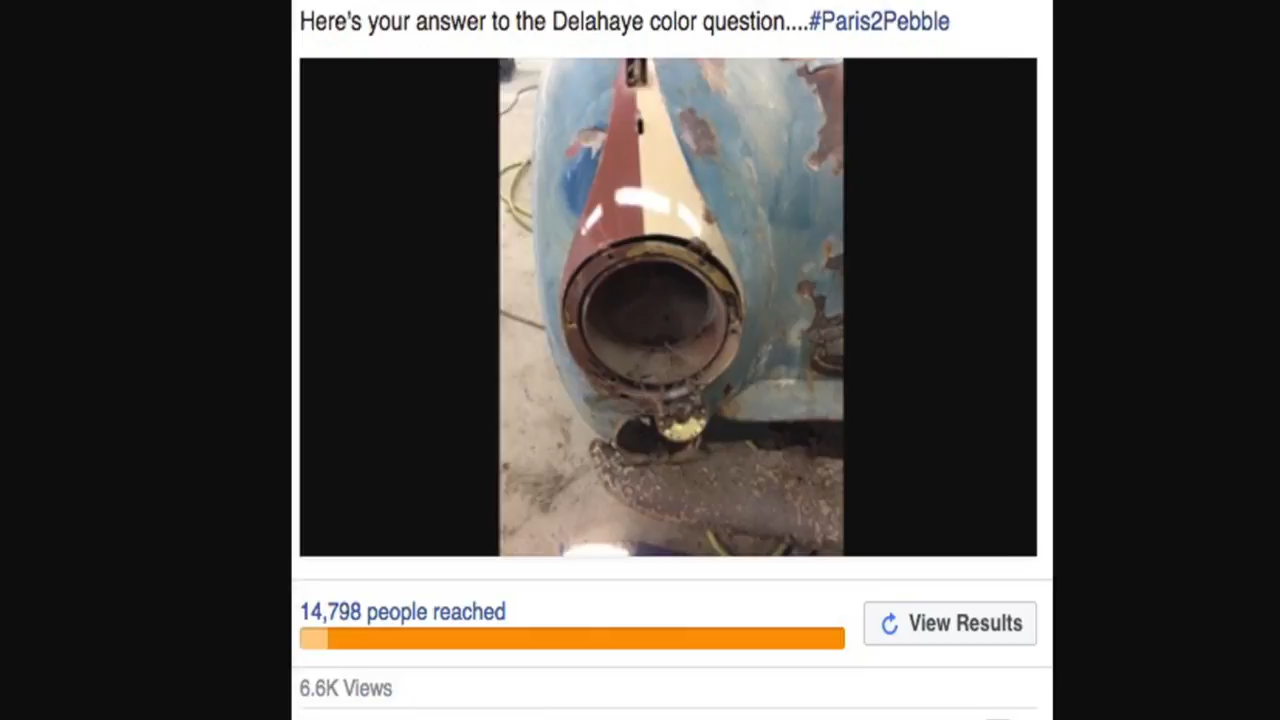 Here's your answer to the Delahaye color question....#Paris2Pebble
14,798 people reached
View Results
6.6K Views